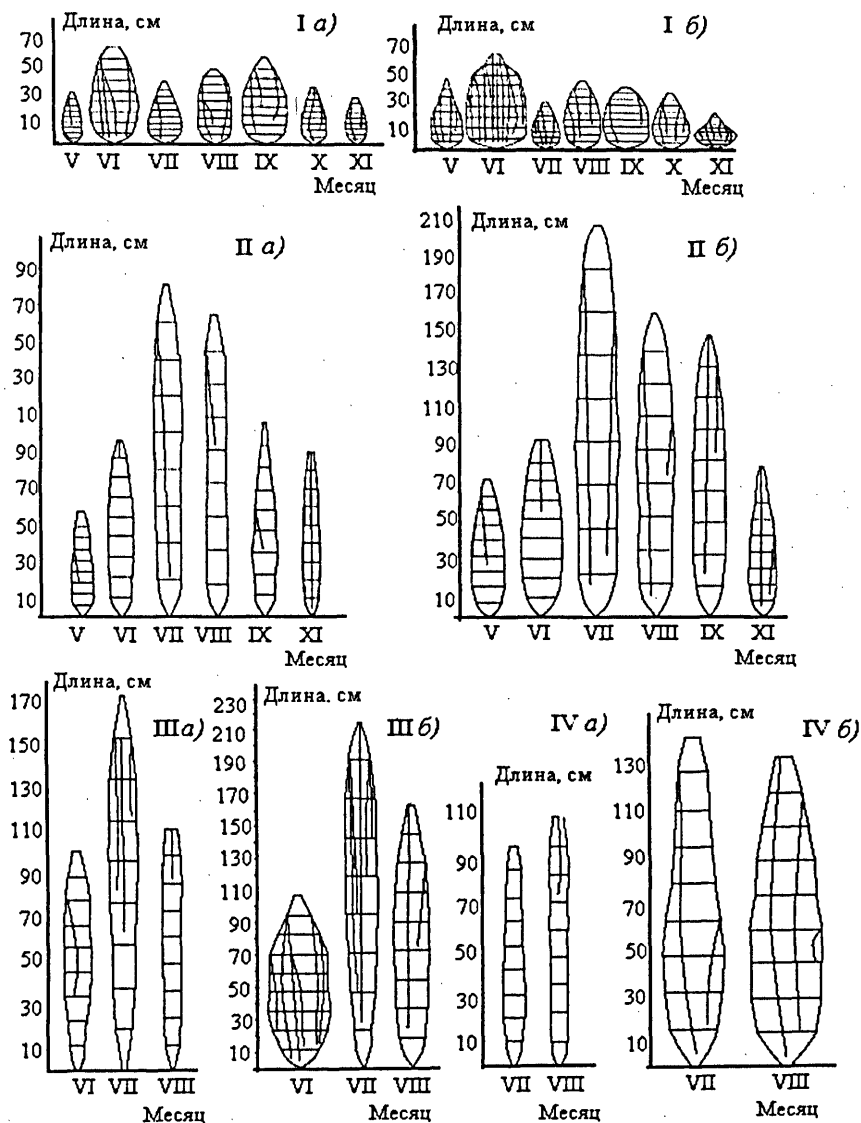 Длина, см
I а)
70
50
30
10
V VI VII VIII IX X XI
Месяц
Длина, см
I б)
70
50
30
10
V VI VII VIII IX X XI
Месяц
Длина, см
II а)
90
70
50
30
10
90
70
50
30
10
V VI VII VIII IX XI
Месяц
Длина, см
II б)
210
190
170
150
130
110
90
70
50
30
10
V VI VII VIII IX XI
Месяц
Длина, см
III а)
170
150
130
110
90
70
50
30
10
VI VII VIII
Месяц
Длина. см
III б)
230
210
190
170
150
130
110
90
70
50
30
10
VI VII VIII
Месяц
IV а)
Длина, см
110
90
70
50
30
10
VII VIII
Месяц
Длина, см
IV б)
130
110
90
70
50
30
10
VII VIII
Месяц